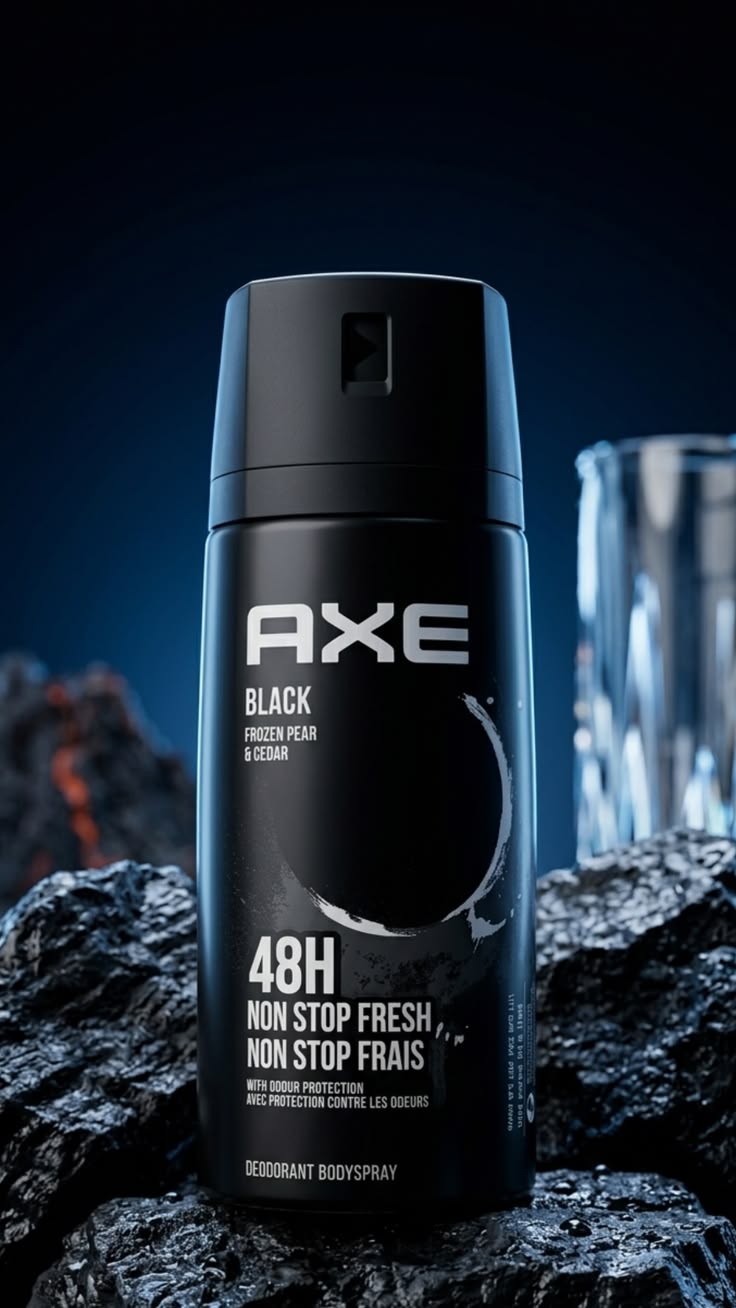 AXE
BLACK
FROZEN PEAR
& CEDAR
48H
NON STOP FRESH
NON STOP FRAIS
WITH ODOUR PROTECTION
AVEC PROTECTION CONTRE LES ODEURS
DEODORANT BODYSPRAY